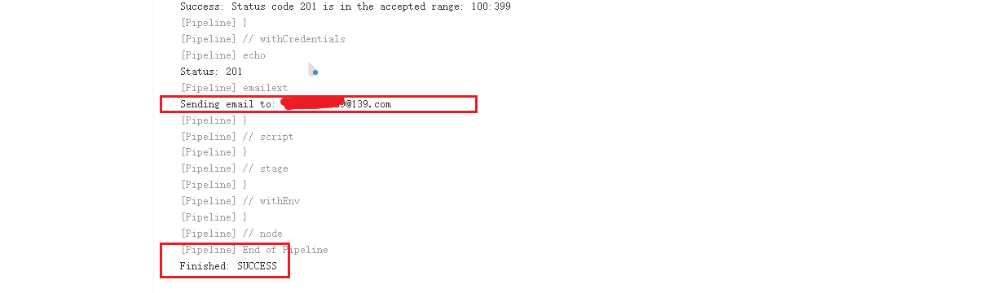 Success: Status code 201 is in the accepted range: 100:399
[Pipeline] }
[Pipeline] // withCredentials
[Pipeline] echo
Status: 201
[Pipeline] emailext
Sending email to: 9@139.com
[Pipeline] }
[Pipeline] // script
[Pipeline] }
[Pipeline] // stage
[Pipeline] }
[Pipeline] // withEnv
[Pipeline] }
[Pipeline] // node
[Pipeline] End of Pipeline
Finished: SUCCESS